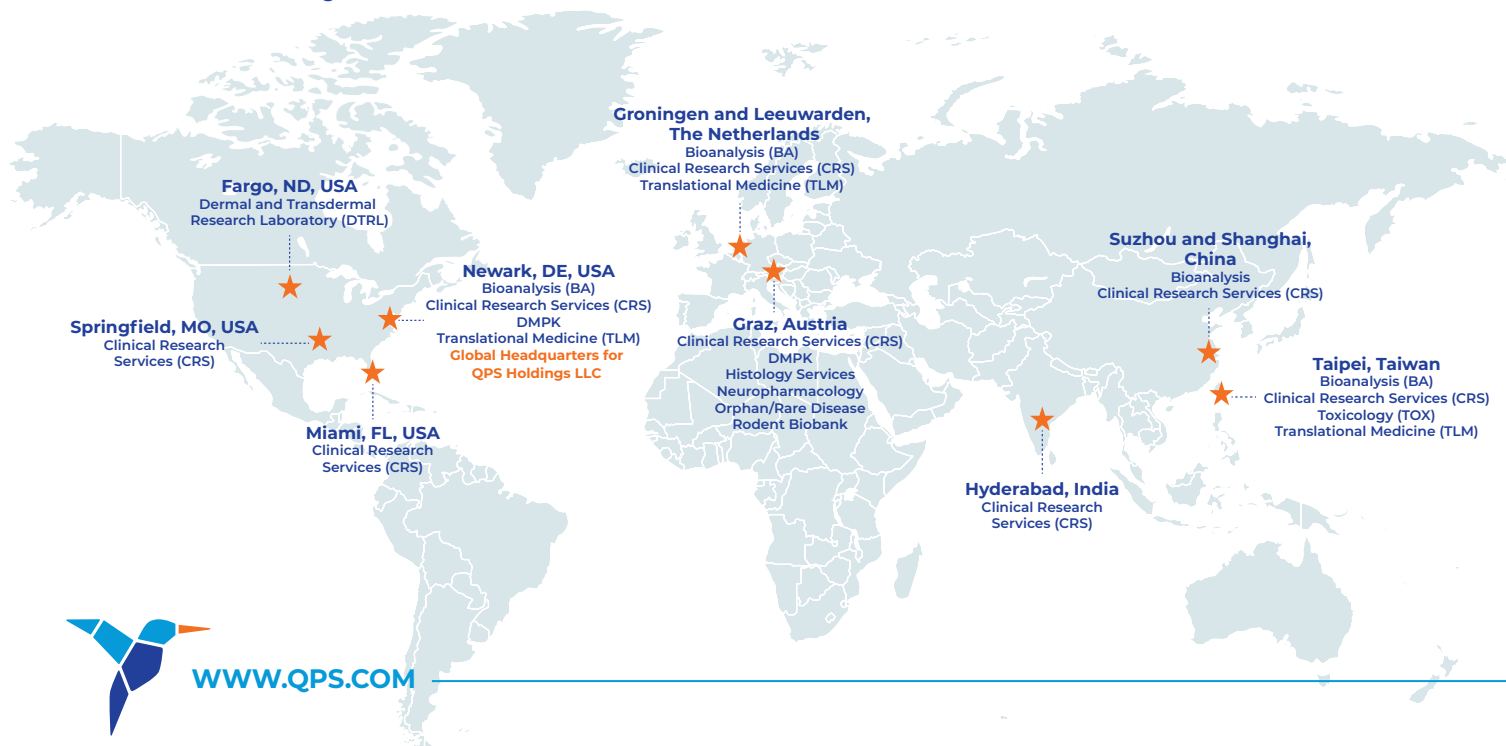 Groningen and Leeuwarden,
The Netherlands
Bioanalysis (BA)
Clinical Research Services (CRS)
Translational Medicine (TLM)
Fargo, ND, USA
Dermal and Transdermal
Research Laboratory (DTRL)
Newark, DE, USA
Bioanalysis (BA)
Clinical Research Services (CRS)
DMPK
Translational Medicine (TLM)
Global Headquarters for
QPS Holdings LLC
Springfield, MO, USA
Clinical Research
Services (CRS)
Miami, FL, USA
Clinical Research
Services (CRS)
Graz, Austria
Clinical Research Services (CRS)
DMPK
Histology Services
Neuropharmacology
Orphan/Rare Disease
Rodent Biobank
Suzhou and Shanghai,
China
Bioanalysis
Clinical Research Services (CRS)
Taipei, Taiwan
Bioanalysis (BA)
Clinical Research Services (CRS)
Toxicology (TOX)
Translational Medicine (TLM)
Hyderabad, India
Clinical Research
Services (CRS)
WWW.QPS.COM